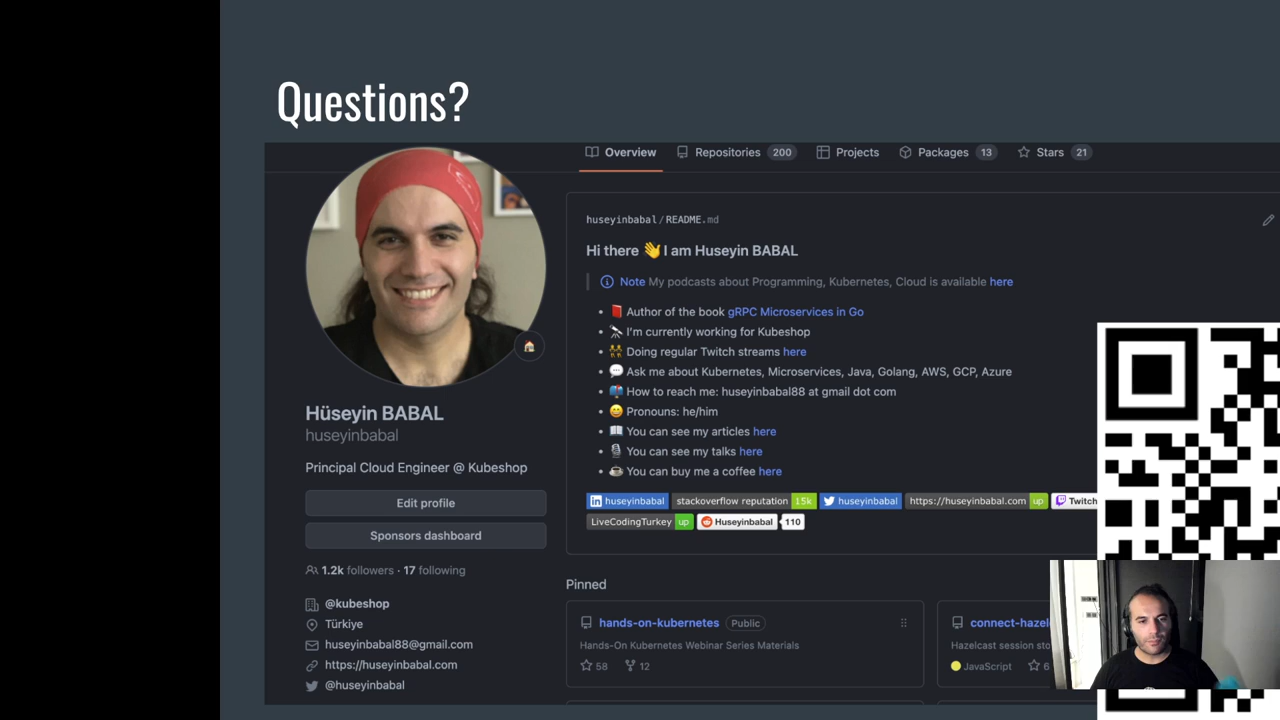 Questions?
Overview Repositories 200 Projects Packages 13 Stars 21
huseyinbabal/README.md
Hi there 👋 I am Huseyin BABAL
Note My podcasts about Programming, Kubernetes, Cloud is available here
• 📕 Author of the book gRPC Microservices in Go
• 🔭 I'm currently working for Kubeshop
• 👯 Doing regular Twitch streams here
• 💬 Ask me about Kubernetes, Microservices, Java, Golang, AWS, GCP, Azure
• 📫 How to reach me: huseyinbabal88 at gmail dot com
• 😄 Pronouns: he/him
• 📖 You can see my articles here
• 🎙 You can see my talks here
• ☕ You can buy me a coffee here
huseyinbabal stackoverflow reputation 15k huseyinbabal https://huseyinbabal.com up Twitch
LiveCodingTurkey up Huseyinbabal 110
Hüseyin BABAL
huseyinbabal
Principal Cloud Engineer @ Kubeshop
Edit profile
Sponsors dashboard
1.2k followers · 17 following
@kubeshop
Türkiye
huseyinbabal88@gmail.com
https://huseyinbabal.com
@huseyinbabal
Pinned
hands-on-kubernetes Public
Hands-On Kubernetes Webinar Series Materials
58 12
connect-hazel
Hazelcast session sto
JavaScript 6